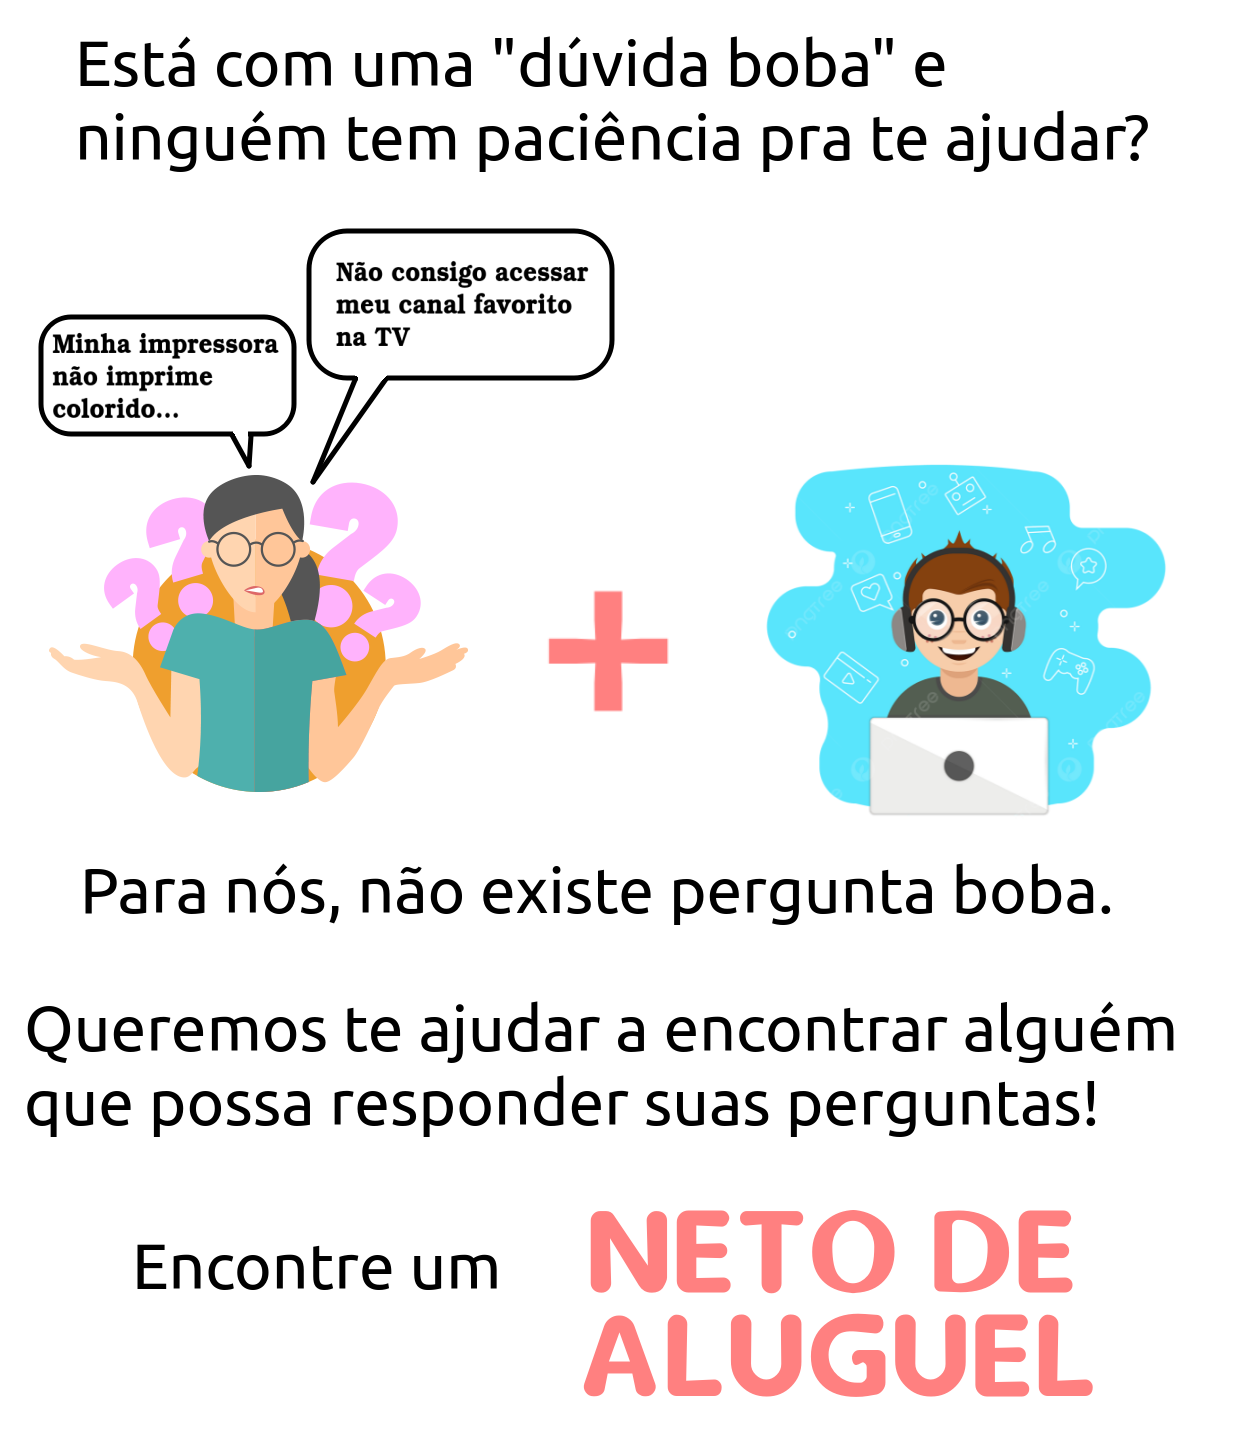 Está com uma "dúvida boba" e
ninguém tem paciência pra te ajudar?
Não consigo acessar
meu canal favorito
na TV
Minha impressora
não imprime
colorido...
Para nós, não existe pergunta boba.
Queremos te ajudar a encontrar alguém
que possa responder suas perguntas!
Encontre um
NETO DE
ALUGUEL